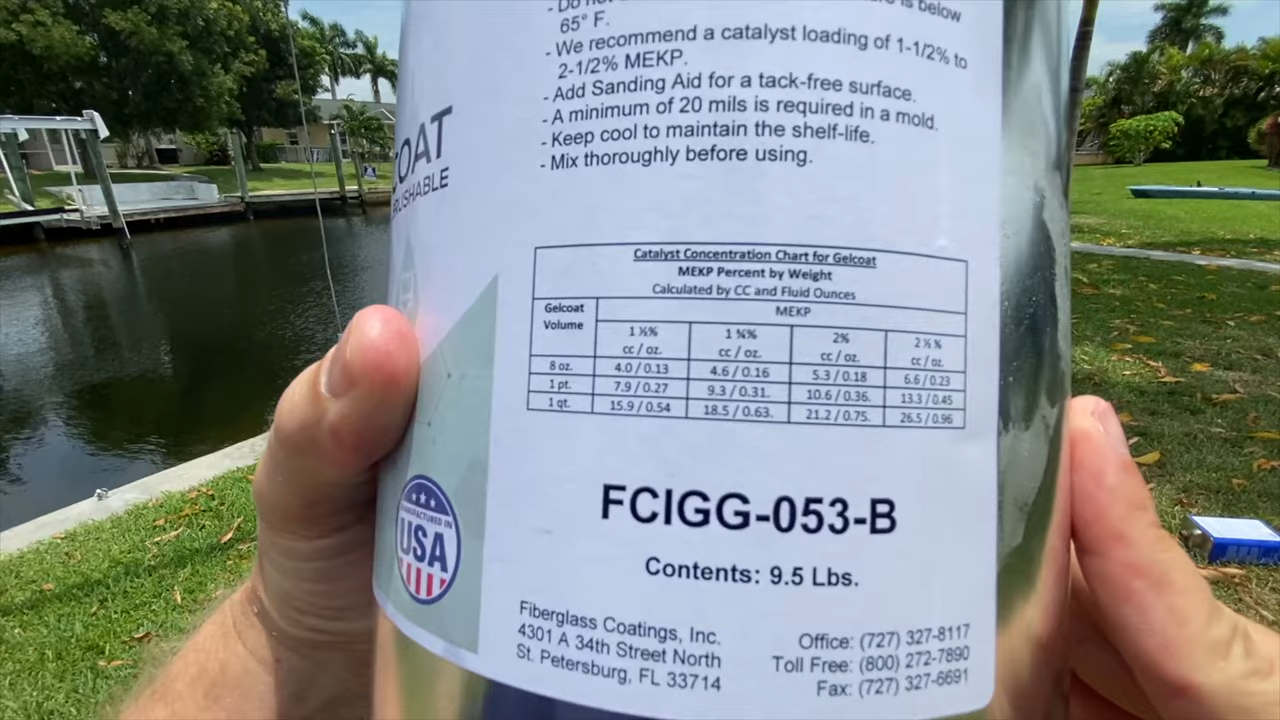 - Do not
is below
65° F.
- We recommend a catalyst loading of 1-1/2% to
2-1/2% MEKP.
- Add Sanding Aid for a tack-free surface.
- A minimum of 20 mils is required in a mold.
- Keep cool to maintain the shelf-life.
- Mix thoroughly before using.
COAT
BRUSHABLE
Catalyst Concentration Chart for Gelcoat
MEKP Percent by Weight
Calculated by CC and Fluid Ounces
Gelcoat Volume
MEKP
1 ½% 1 ¾% 2% 2 ½ %
cc / oz. cc / oz. cc / oz. cc / oz.
8 oz. 4.0 / 0.13 4.6 / 0.16 5.3 / 0.18 6.6 / 0.23
1 pt. 7.9 / 0.27 9.3 / 0.31. 10.6 / 0.36. 13.3 / 0.45
1 qt. 15.9 / 0.54 18.5 / 0.63. 21.2 / 0.75. 26.5 / 0.96
FCIGG-053-B
Contents: 9.5 Lbs.
MANUFACTURED IN
USA
Fiberglass Coatings, Inc.
4301 A 34th Street North
St. Petersburg, FL 33714
Office: (727) 327-8117
Toll Free: (800) 272-7890
Fax: (727) 327-6691